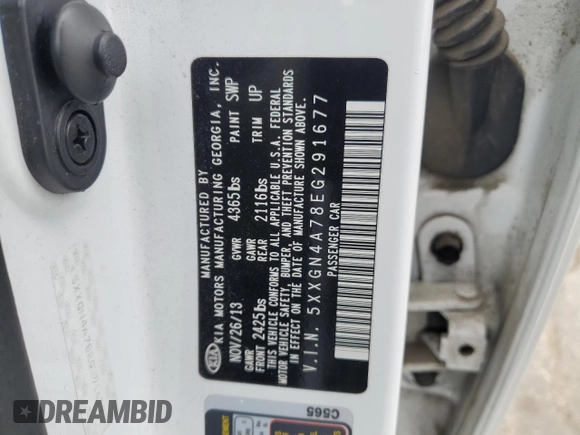 MANUFACTURED BY
KIA KIA MOTORS MANUFACTURING GEORGIA, INC.
NOV/26/13 GVWR 4365lbs PAINT SWP
GAWR FRONT 2425lbs GAWR REAR 2116lbs TRIM UP
THIS VEHICLE CONFORMS TO ALL APPLICABLE U.S.A. FEDERAL
MOTOR VEHICLE SAFETY, BUMPER, AND THEFT PREVENTION STANDARDS
IN EFFECT ON THE DATE OF MANUFACTURE SHOWN ABOVE.
V.I.N. 5XXGN4A78EG291677
PASSENGER CAR
C565
DREAMBID